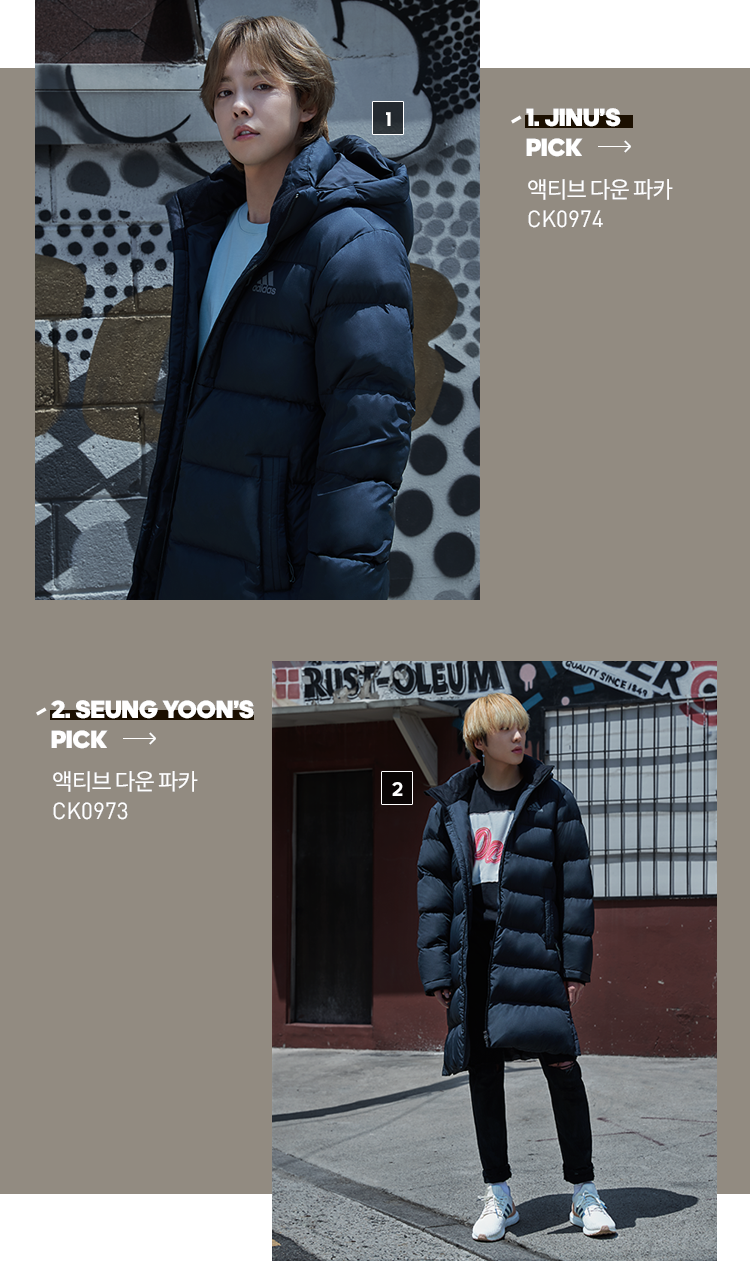 1
adidas
1. JINU'S
PICK →
액티브 다운 파카
CK0974
2. SEUNG YOON'S
PICK →
액티브 다운 파카
CK0973
RUST-OLEUM
QUALITY SINCE 1849
2